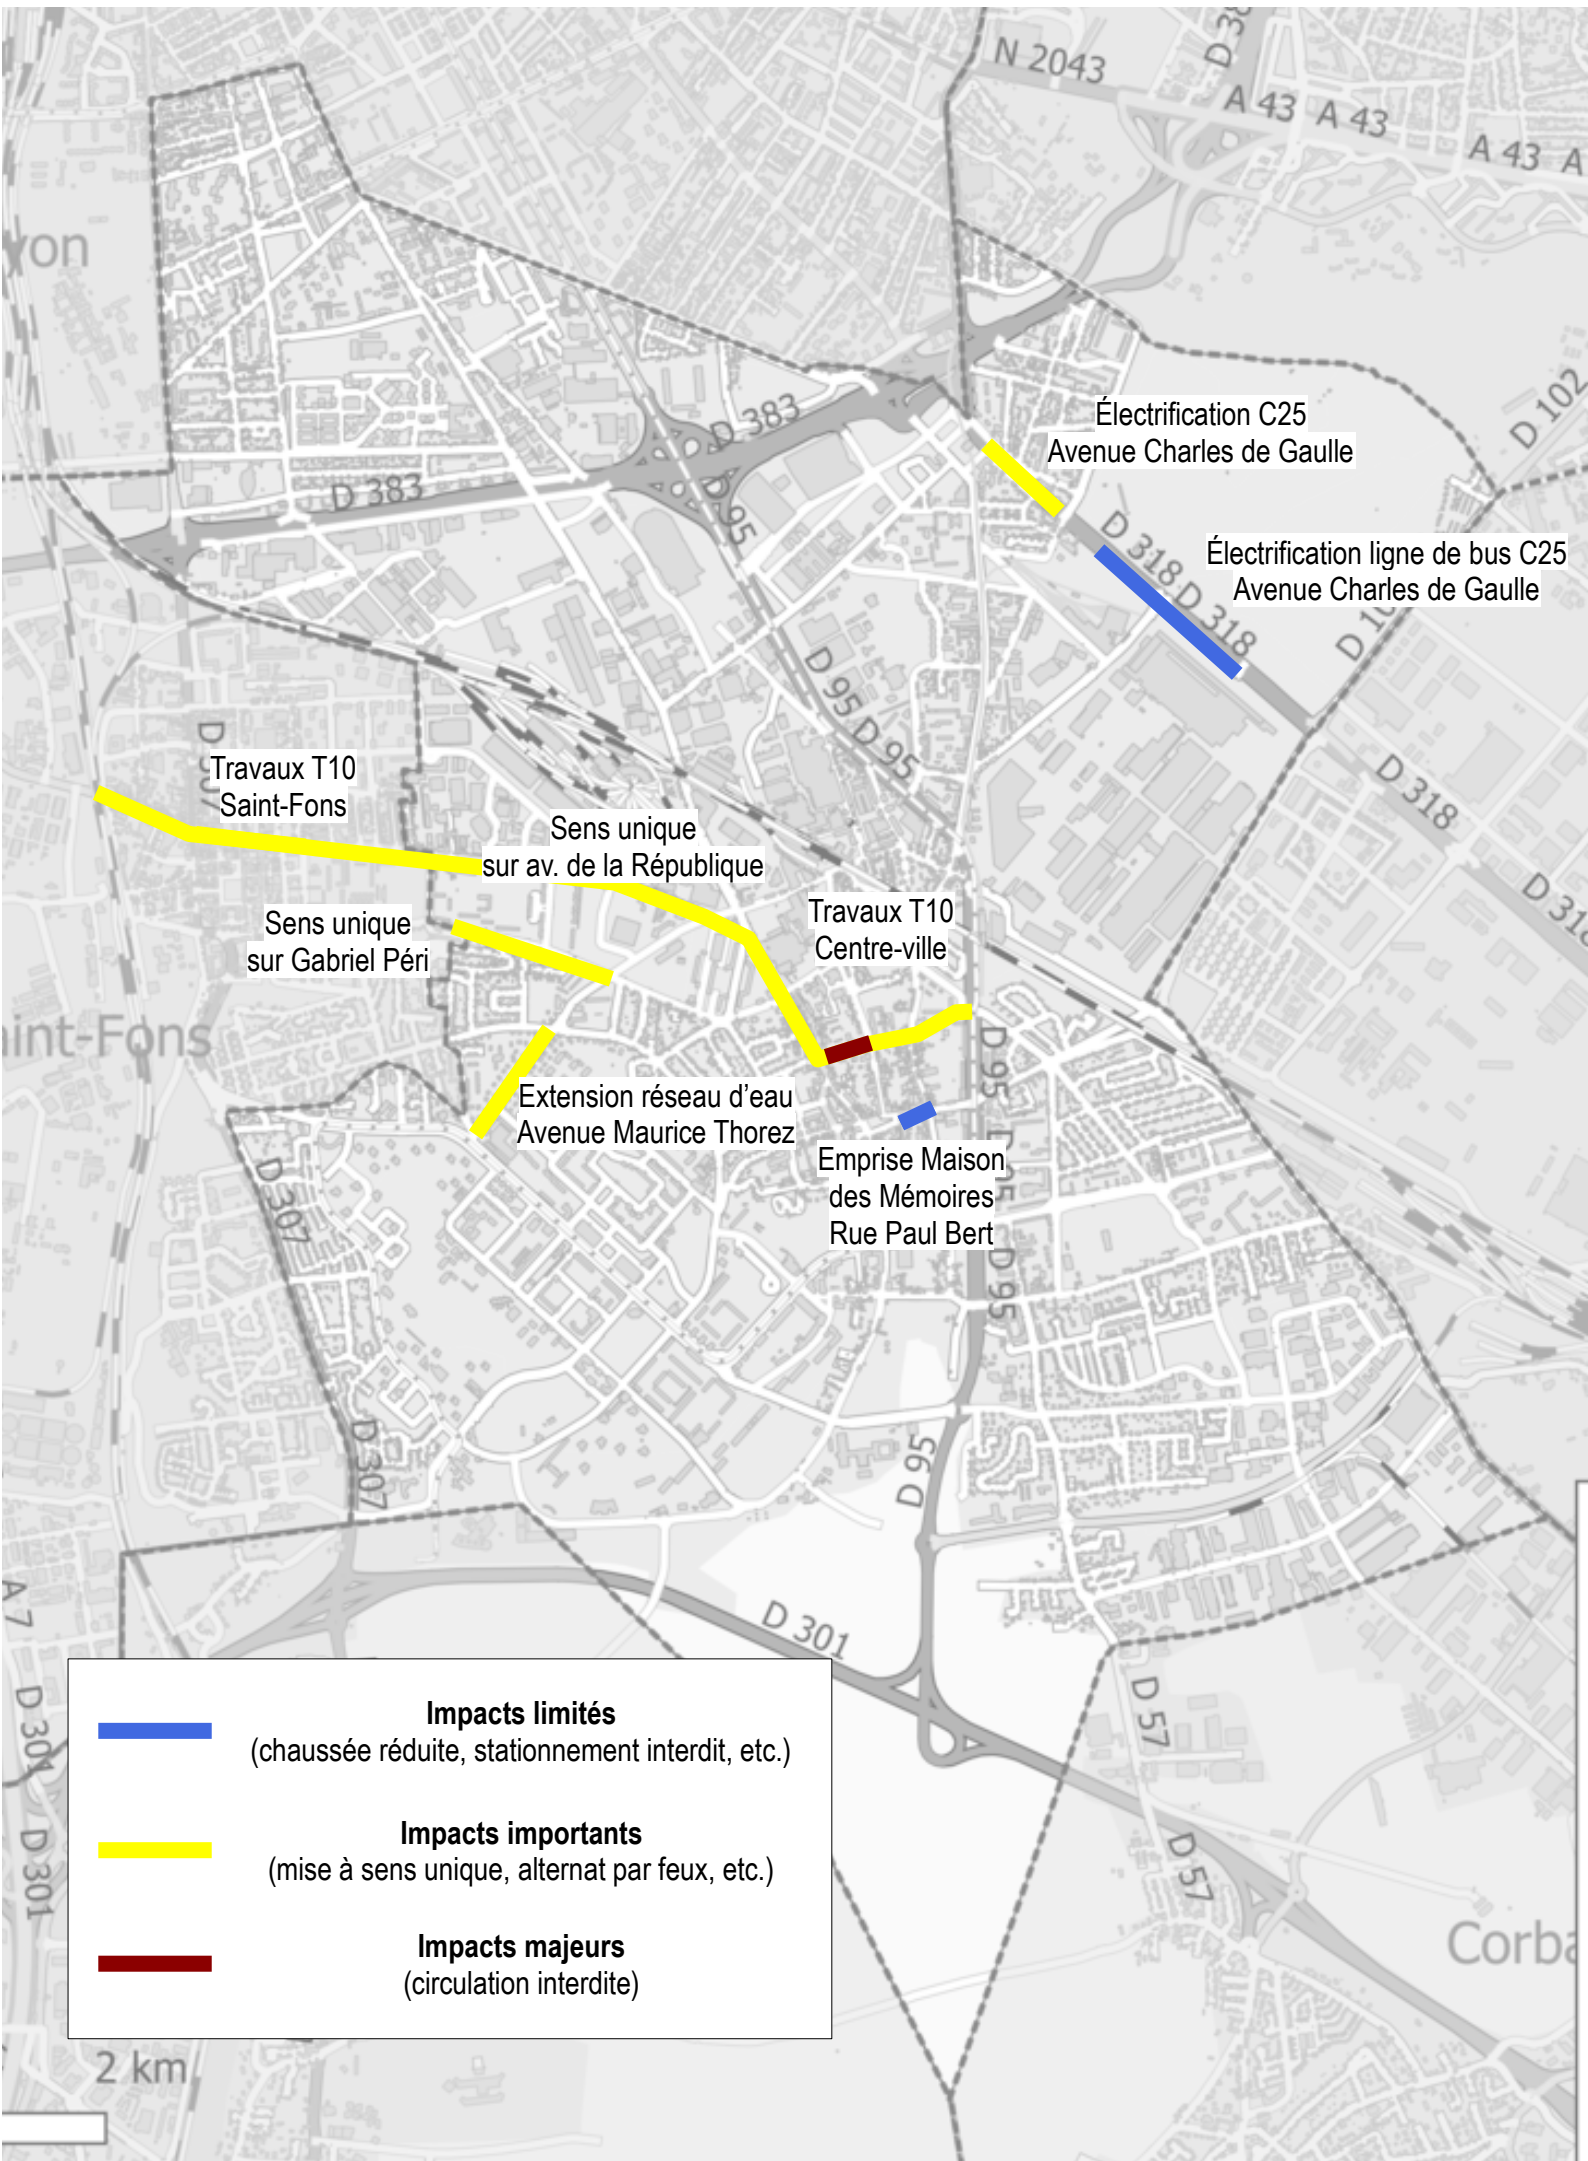 N 2043
A 43
A 43
A 43
A
yon
D 383
D 383
D 95
D 102
Électrification C25
Avenue Charles de Gaulle
D 318
D 318
Électrification ligne de bus C25
Avenue Charles de Gaulle
D 95
D 95
D 318
D 318
Travaux T10
Saint-Fons
Sens unique
sur av. de la République
Sens unique
sur Gabriel Péri
Travaux T10
Centre-ville
aint-Fons
D 95
Extension réseau d’eau
Avenue Maurice Thorez
Emprise Maison
des Mémoires
Rue Paul Bert
D 307
D 95
D 307
D 95
A 7
D 301
D 301
D 301
D 57
D 57
Corba
Impacts limités
(chaussée réduite, stationnement interdit, etc.)
Impacts importants
(mise à sens unique, alternat par feux, etc.)
Impacts majeurs
(circulation interdite)
2 km